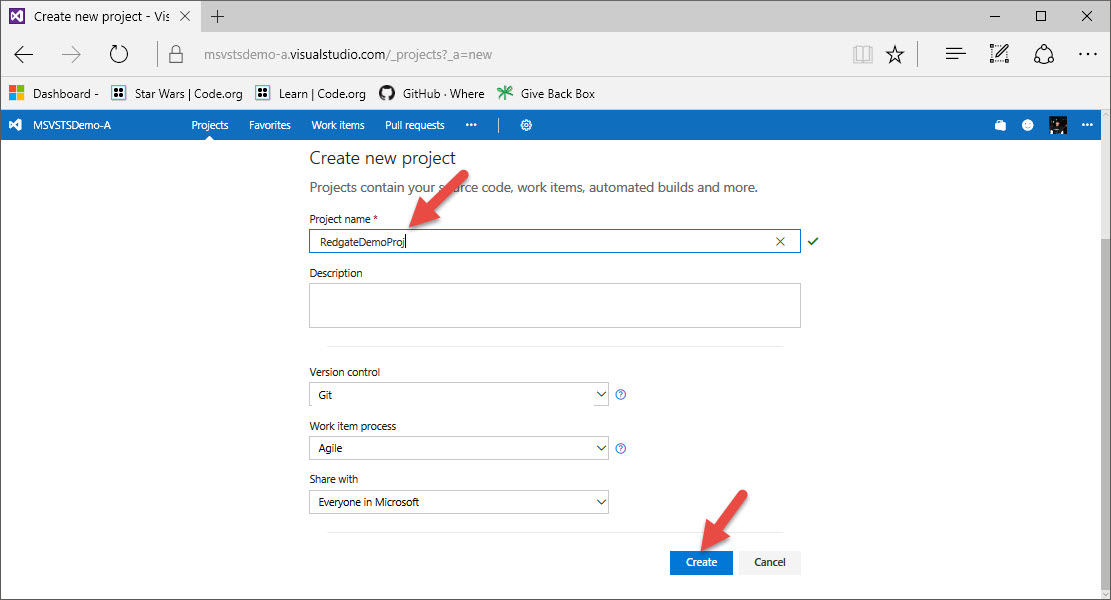 Create new project - Vis
msvstsdemo-a.visualstudio.com/_projects?_a=new
Dashboard - Star Wars | Code.org Learn | Code.org GitHub · Where Give Back Box
MSVSTSDemo-A Projects Favorites Work items Pull requests
Create new project
Projects contain your source code, work items, automated builds and more.
Project name *
RedgateDemoProj
Description
Version control
Git
Work item process
Agile
Share with
Everyone in Microsoft
Create Cancel